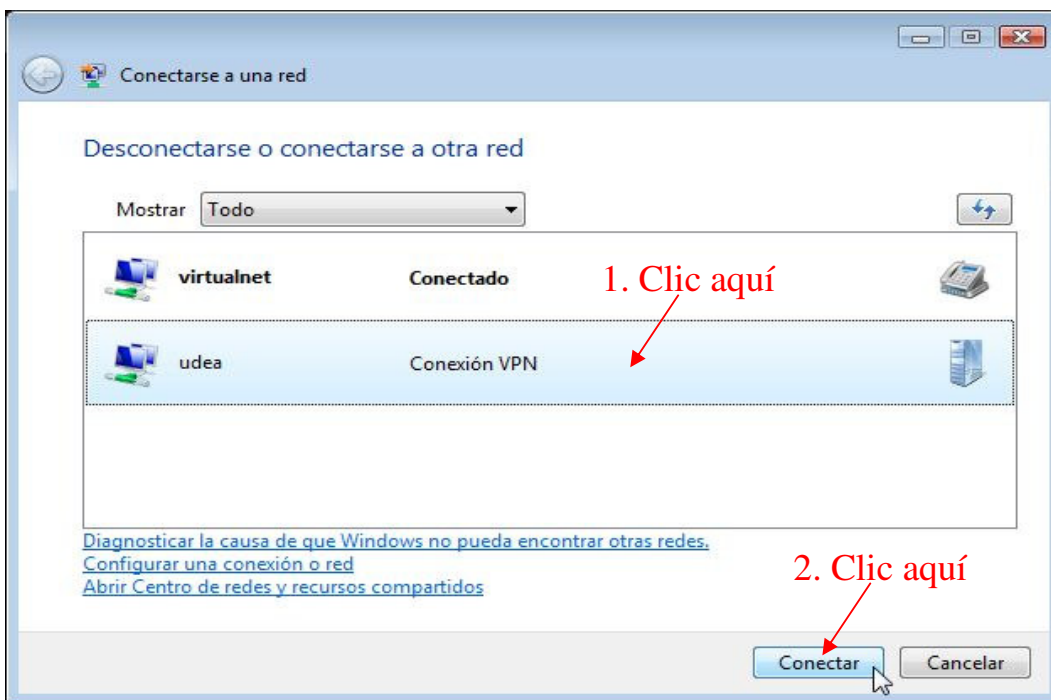 Conectarse a una red
Desconectarse o conectarse a otra red
Mostrar Todo
virtualnet Conectado 1. Clic aquí
udea Conexión VPN
Diagnosticar la causa de que Windows no pueda encontrar otras redes.
Configurar una conexión o red
Abrir Centro de redes y recursos compartidos
2. Clic aquí
Conectar Cancelar